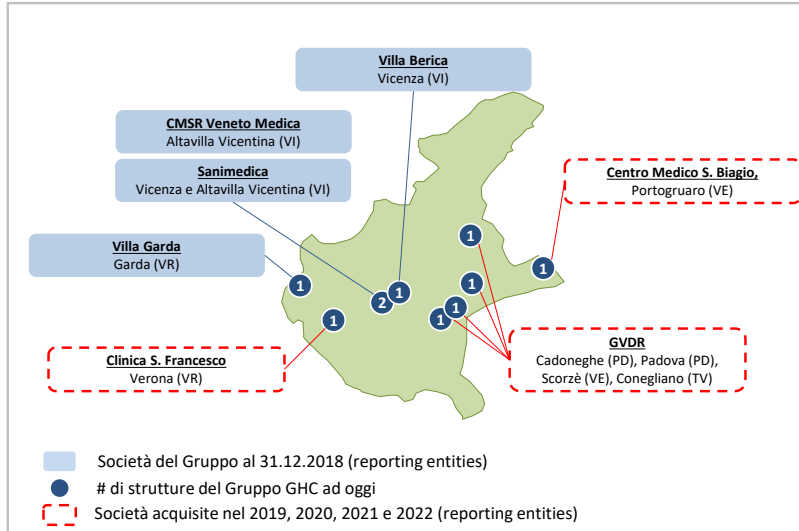 Villa Berica
Vicenza (VI)
CMSR Veneto Medica
Altavilla Vicentina (VI)
Sanimedica
Vicenza e Altavilla Vicentina (VI)
Centro Medico S. Biagio,
Portogruaro (VE)
Villa Garda
Garda (VR)
1
1
1
2
1
1
1
1
1
Clinica S. Francesco
Verona (VR)
GVDR
Cadoneghe (PD), Padova (PD),
Scorzè (VE), Conegliano (TV)
Società del Gruppo al 31.12.2018 (reporting entities)
# di strutture del Gruppo GHC ad oggi
Società acquisite nel 2019, 2020, 2021 e 2022 (reporting entities)